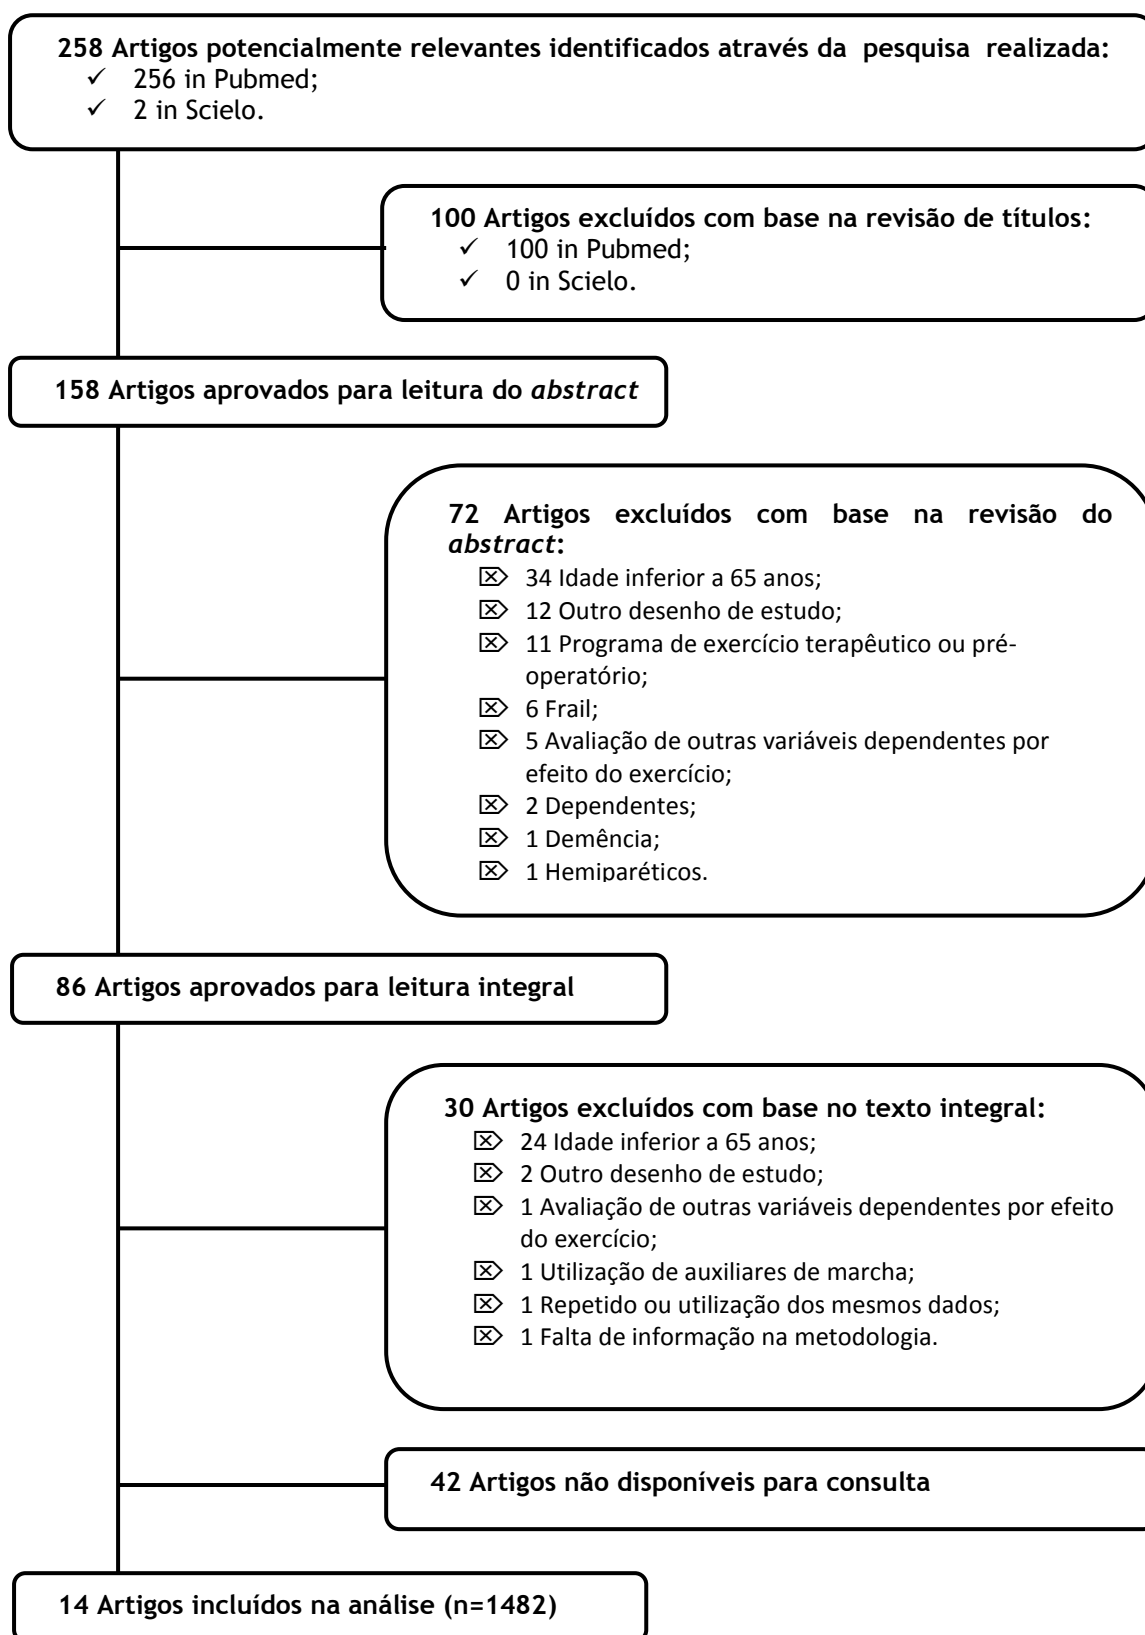 258 Artigos potencialmente relevantes identificados através da pesquisa realizada:
✓ 256 in Pubmed;
✓ 2 in Scielo.
100 Artigos excluídos com base na revisão de títulos:
✓ 100 in Pubmed;
✓ 0 in Scielo.
158 Artigos aprovados para leitura do abstract
72 Artigos excluídos com base na revisão do
abstract:
⌦ 34 Idade inferior a 65 anos;
⌦ 12 Outro desenho de estudo;
⌦ 11 Programa de exercício terapêutico ou pré-
operatório;
⌦ 6 Frail;
⌦ 5 Avaliação de outras variáveis dependentes por
efeito do exercício;
⌦ 2 Dependentes;
⌦ 1 Demência;
⌦ 1 Hemiparéticos.
86 Artigos aprovados para leitura integral
30 Artigos excluídos com base no texto integral:
⌦ 24 Idade inferior a 65 anos;
⌦ 2 Outro desenho de estudo;
⌦ 1 Avaliação de outras variáveis dependentes por efeito
do exercício;
⌦ 1 Utilização de auxiliares de marcha;
⌦ 1 Repetido ou utilização dos mesmos dados;
⌦ 1 Falta de informação na metodologia.
42 Artigos não disponíveis para consulta
14 Artigos incluídos na análise (n=1482)